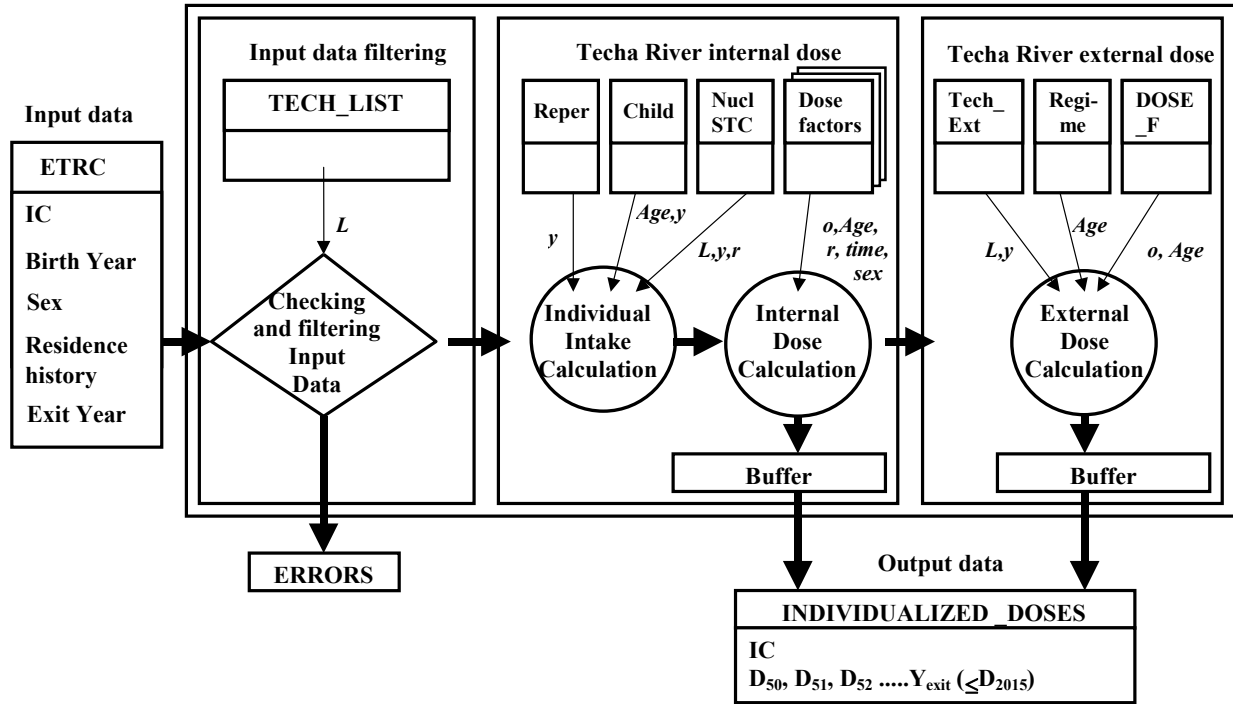 Input data
ETRC
IC
Birth Year
Sex
Residence
history
Exit Year
Input data filtering
TECH_LIST
L
Checking
and filtering
Input
Data
ERRORS
Techa River internal dose
Reper
Child
Nucl
STC
Dose
factors
y
Age,y
L,y,r
o,Age,
r, time,
sex
Individual
Intake
Calculation
Internal
Dose
Calculation
Buffer
Techa River external dose
Tech_
Ext
Regi-
me
DOSE
_F
L,y
Age
o, Age
External
Dose
Calculation
Buffer
Output data
INDIVIDUALIZED _DOSES
IC
D50, D51, D52 .....Yexit (≤D2015)